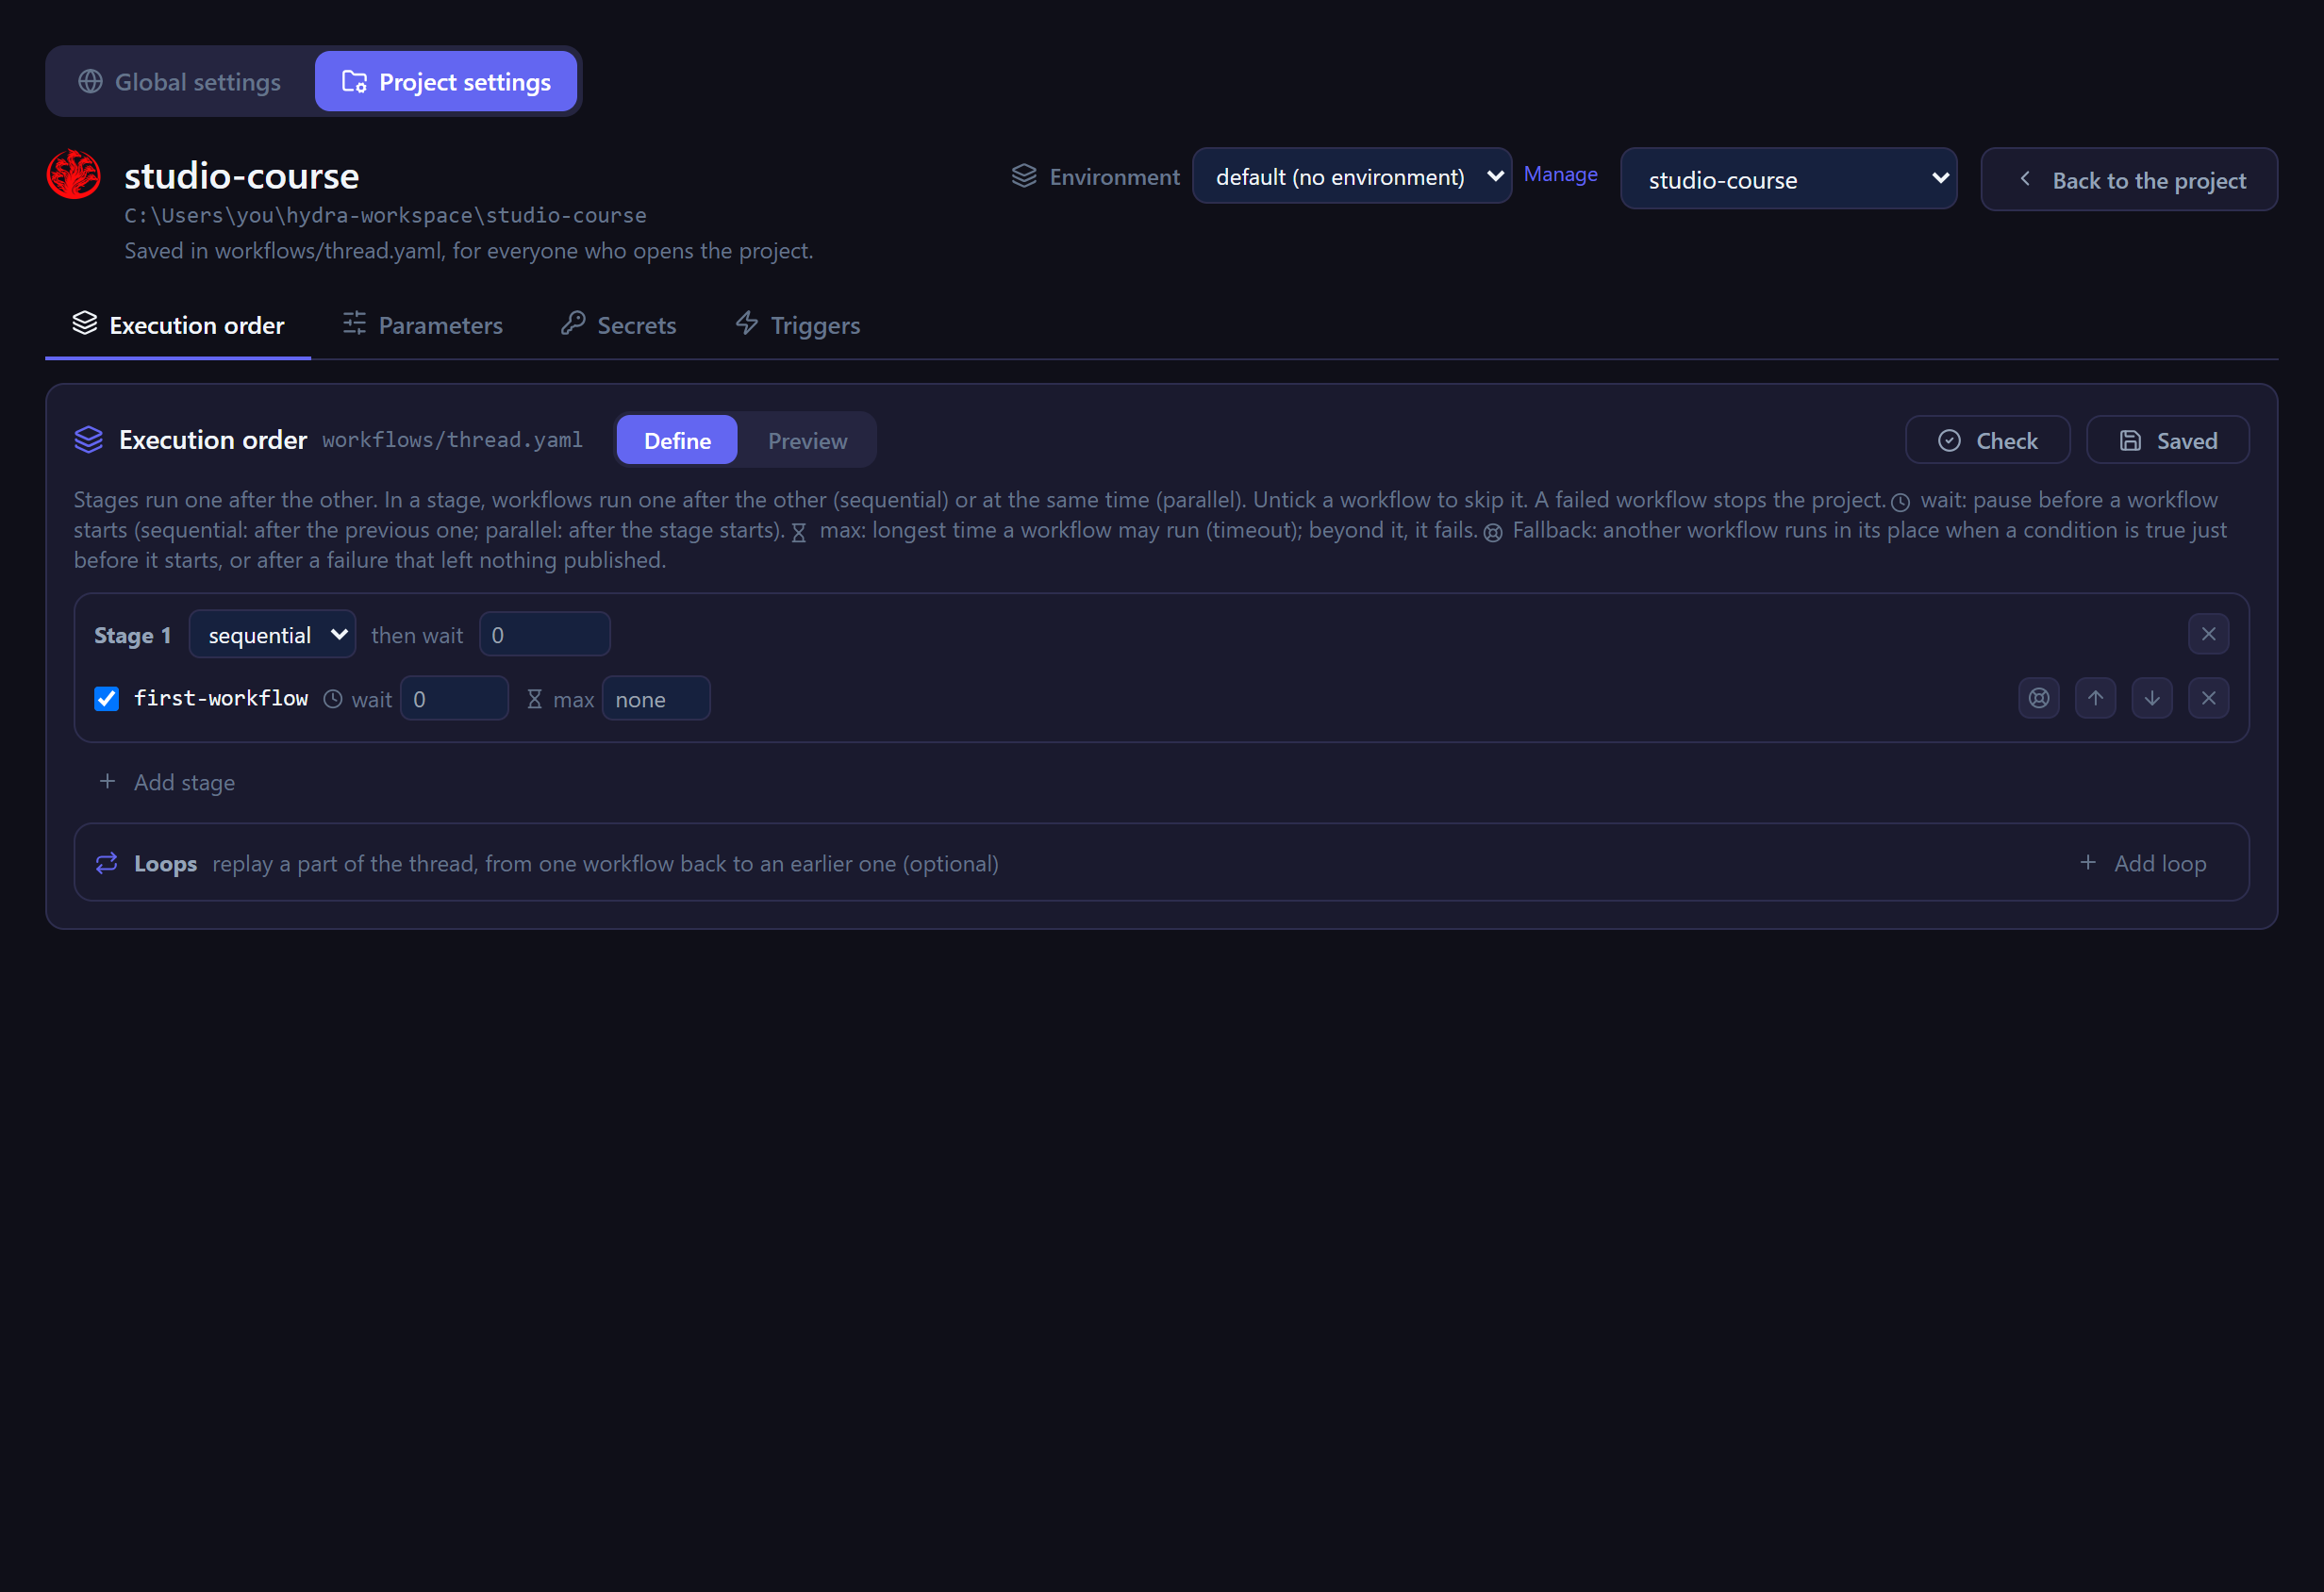 Global settings
Project settings
studio-course
C:\Users\you\hydra-workspace\studio-course
Saved in workflows/thread.yaml, for everyone who opens the project.
Environment
default (no environment)
Manage
studio-course
Back to the project
Execution order
Parameters
Secrets
Triggers
Execution order
workflows/thread.yaml
Define
Preview
Check
Saved
Stages run one after the other. In a stage, workflows run one after the other (sequential) or at the same time (parallel). Untick a workflow to skip it. A failed workflow stops the project. wait: pause before a workflow
starts (sequential: after the previous one; parallel: after the stage starts). max: longest time a workflow may run (timeout); beyond it, it fails. Fallback: another workflow runs in its place when a condition is true just
before it starts, or after a failure that left nothing published.
Stage 1
sequential
then wait
0
first-workflow
wait
0
max
none
Add stage
Loops
replay a part of the thread, from one workflow back to an earlier one (optional)
Add loop